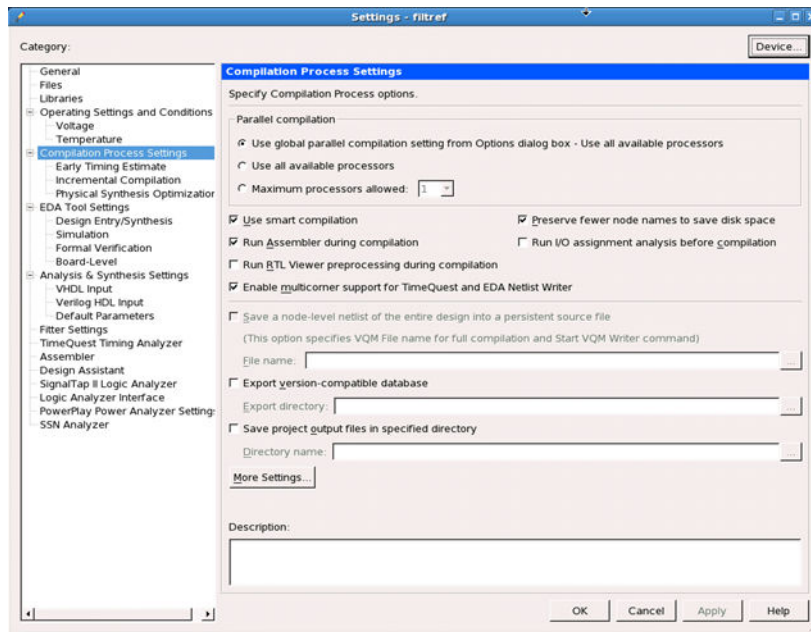 Settings - filtref
Category:
Device...
General
Files
Libraries
Operating Settings and Conditions
Voltage
Temperature
Compilation Process Settings
Early Timing Estimate
Incremental Compilation
Physical Synthesis Optimization
EDA Tool Settings
Design Entry/Synthesis
Simulation
Formal Verification
Board-Level
Analysis & Synthesis Settings
VHDL Input
Verilog HDL Input
Default Parameters
Fitter Settings
TimeQuest Timing Analyzer
Assembler
Design Assistant
SignalTap II Logic Analyzer
Logic Analyzer Interface
PowerPlay Power Analyzer Setting
SSN Analyzer
Compilation Process Settings
Specify Compilation Process options.
Parallel compilation
Use global parallel compilation setting from Options dialog box - Use all available processors
Use all available processors
Maximum processors allowed: 1
Use smart compilation
Preserve fewer node names to save disk space
Run Assembler during compilation
Run I/O assignment analysis before compilation
Run RTL Viewer preprocessing during compilation
Enable multicorner support for TimeQuest and EDA Netlist Writer
Save a node-level netlist of the entire design into a persistent source file
(This option specifies VQM File name for full compilation and Start VQM Writer command)
File name: ...
Export version-compatible database
Export directory: ...
Save project output files in specified directory
Directory name: ...
More Settings...
Description:
OK Cancel Apply Help